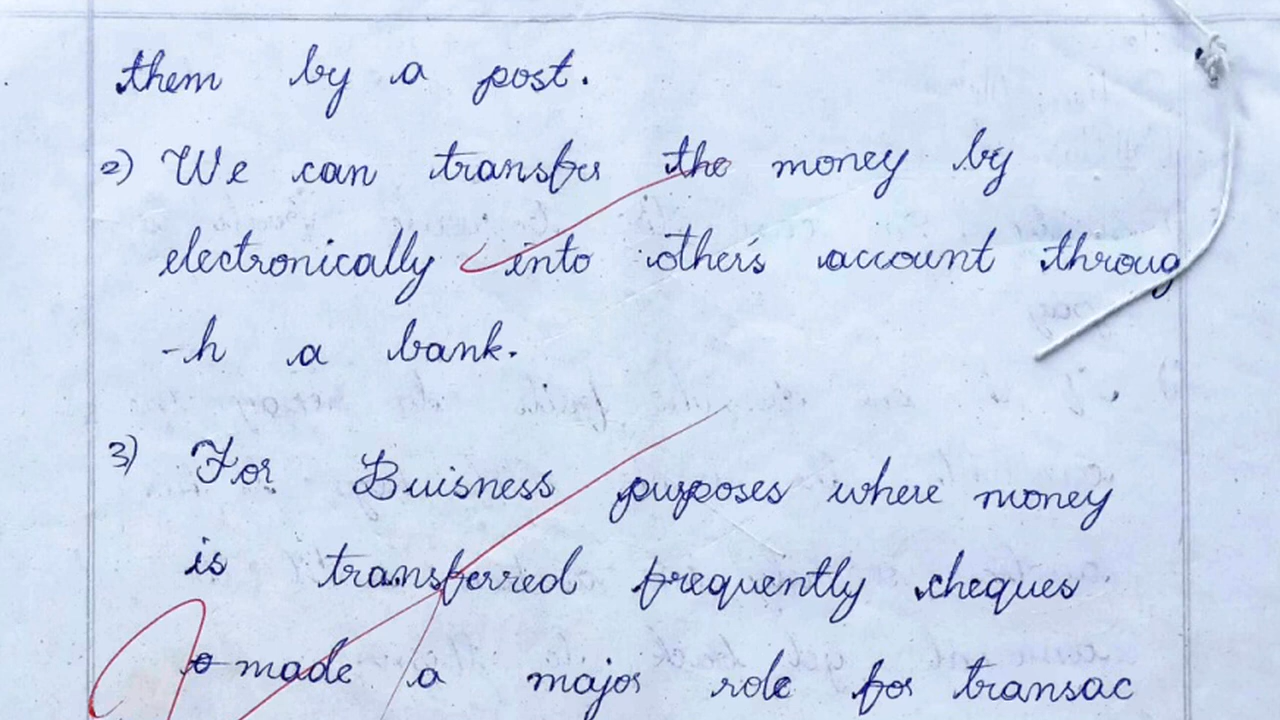 them by a post.
2) We can transfer the money by
electronically into other's account throug
-h a bank.
3) For Buisness purposes where money
is transferred frequently cheques
made a major role for transac